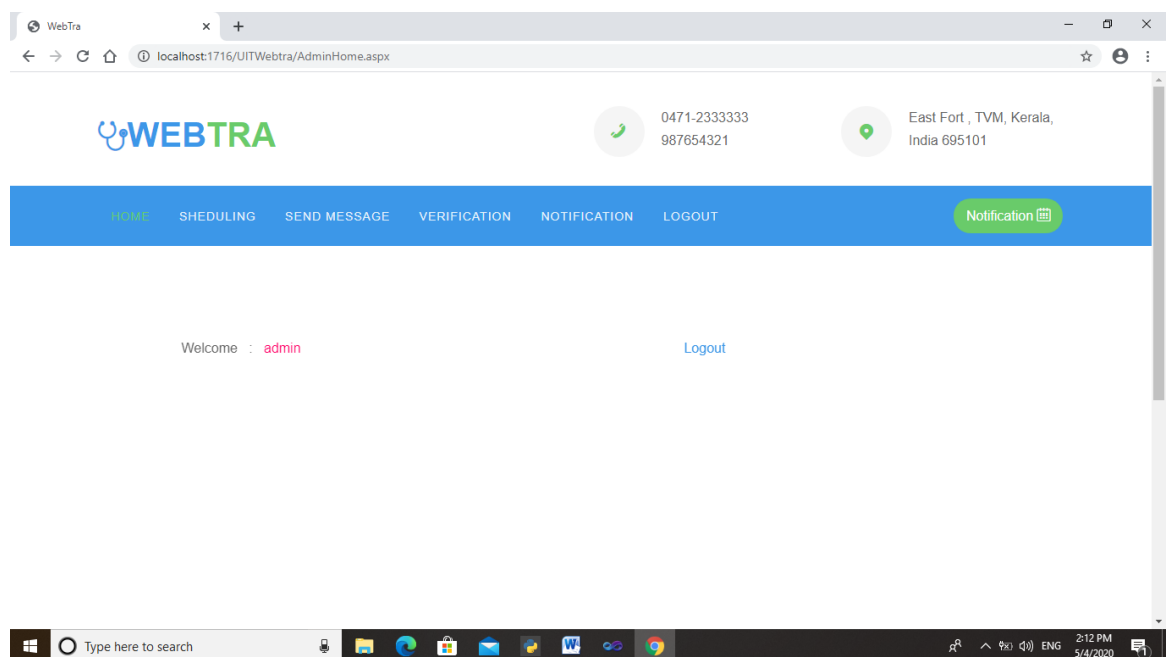 WebTra
localhost:1716/UITWebtra/AdminHome.aspx
WEBTRA
0471-2333333
987654321
East Fort , TVM, Kerala,
India 695101
HOME SHEDULING SEND MESSAGE VERIFICATION NOTIFICATION LOGOUT
Notification
Welcome : admin
Logout
Type here to search
ENG
2:12 PM
5/4/2020